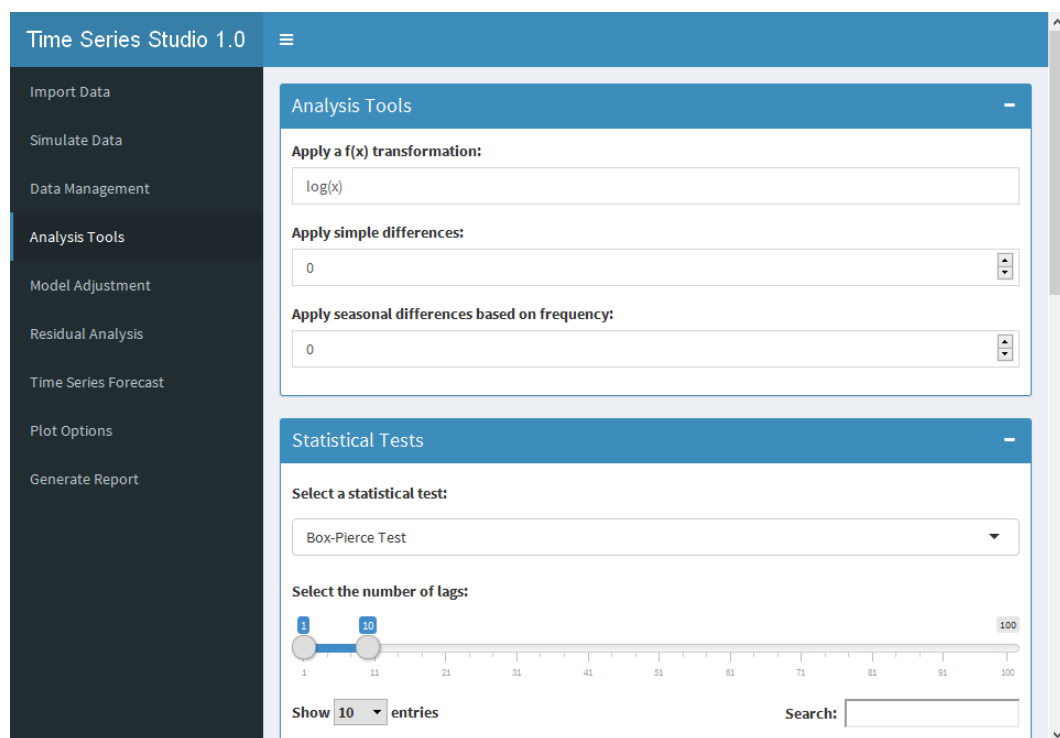 Time Series Studio 1.0
Import Data
Simulate Data
Data Management
Analysis Tools
Model Adjustment
Residual Analysis
Time Series Forecast
Plot Options
Generate Report
Analysis Tools
Apply a f(x) transformation:
log(x)
Apply simple differences:
0
Apply seasonal differences based on frequency:
0
Statistical Tests
Select a statistical test:
Box-Pierce Test
Select the number of lags:
1 10 100
1 11 21 31 41 51 61 71 81 91 100
Show 10 entries Search: